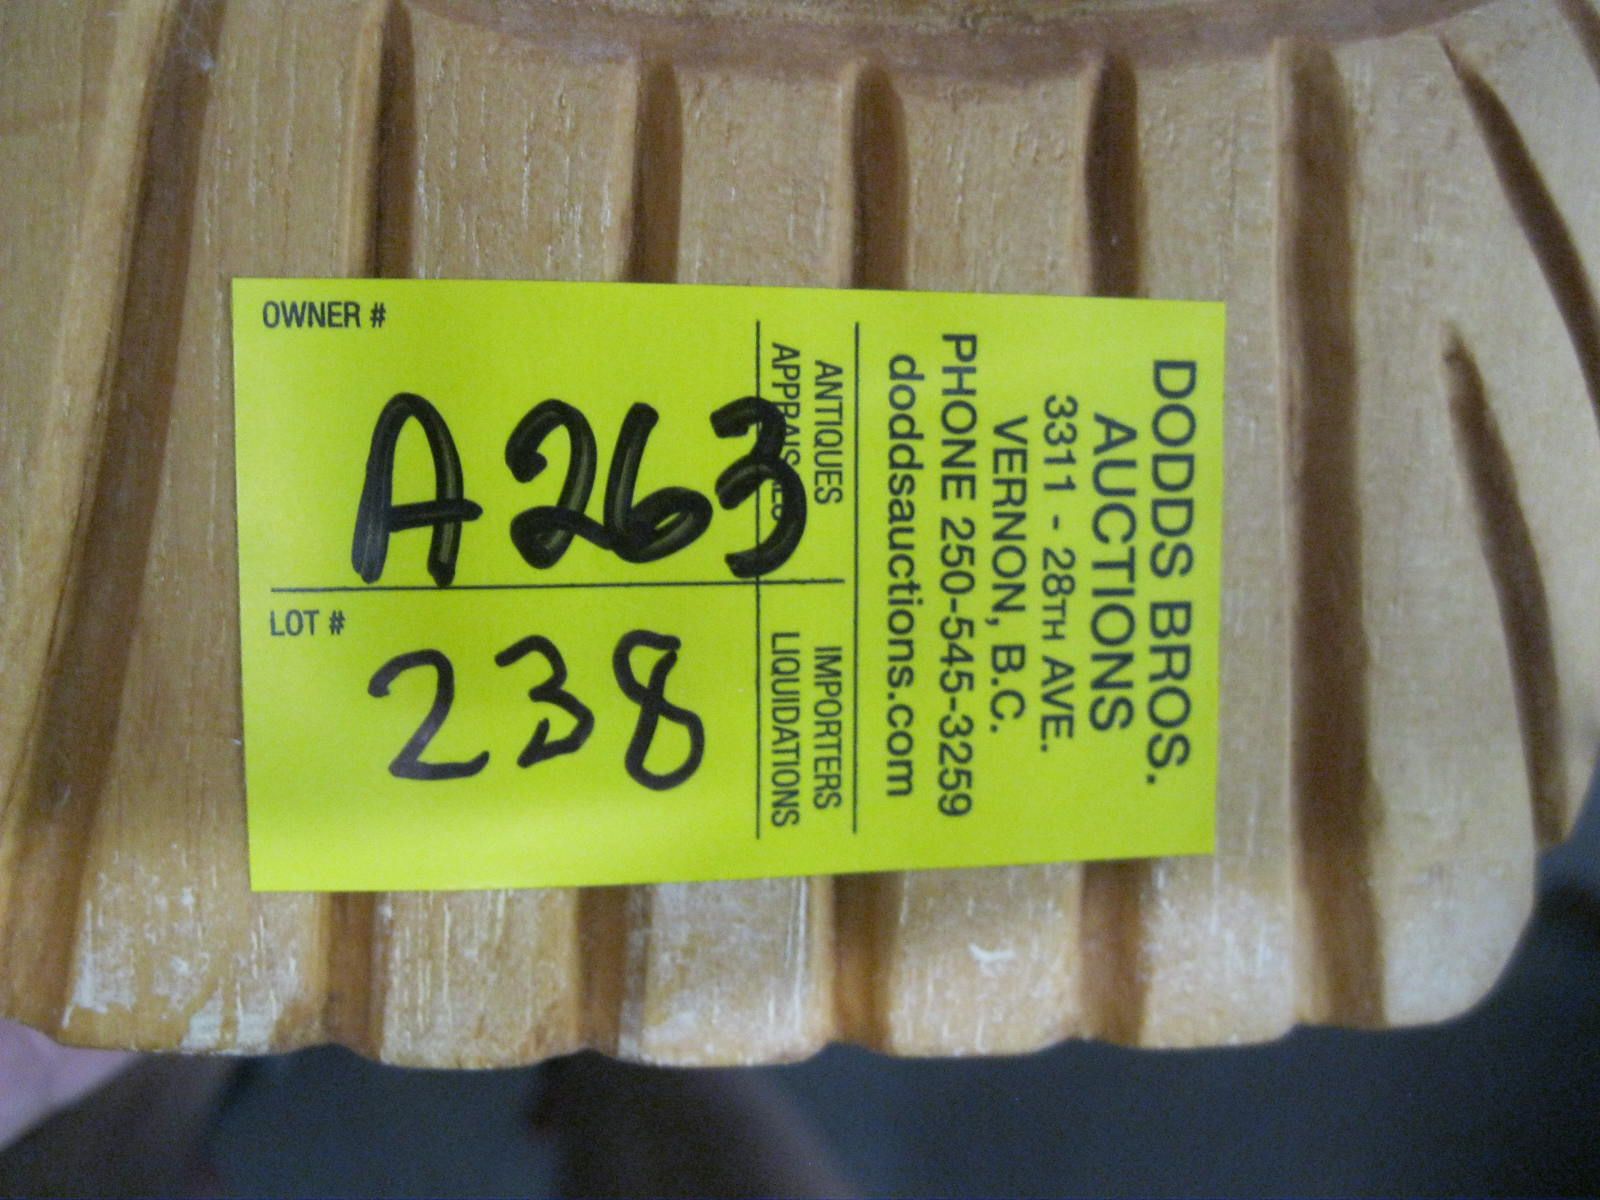 DODDS BROS.
AUCTIONS
3311 - 28TH AVE.
VERNON, B.C.
PHONE 250-545-3259
doddsauctions.com
ANTIQUES
IMPORTERS
LIQUIDATIONS
OWNER #
A263
LOT #
238